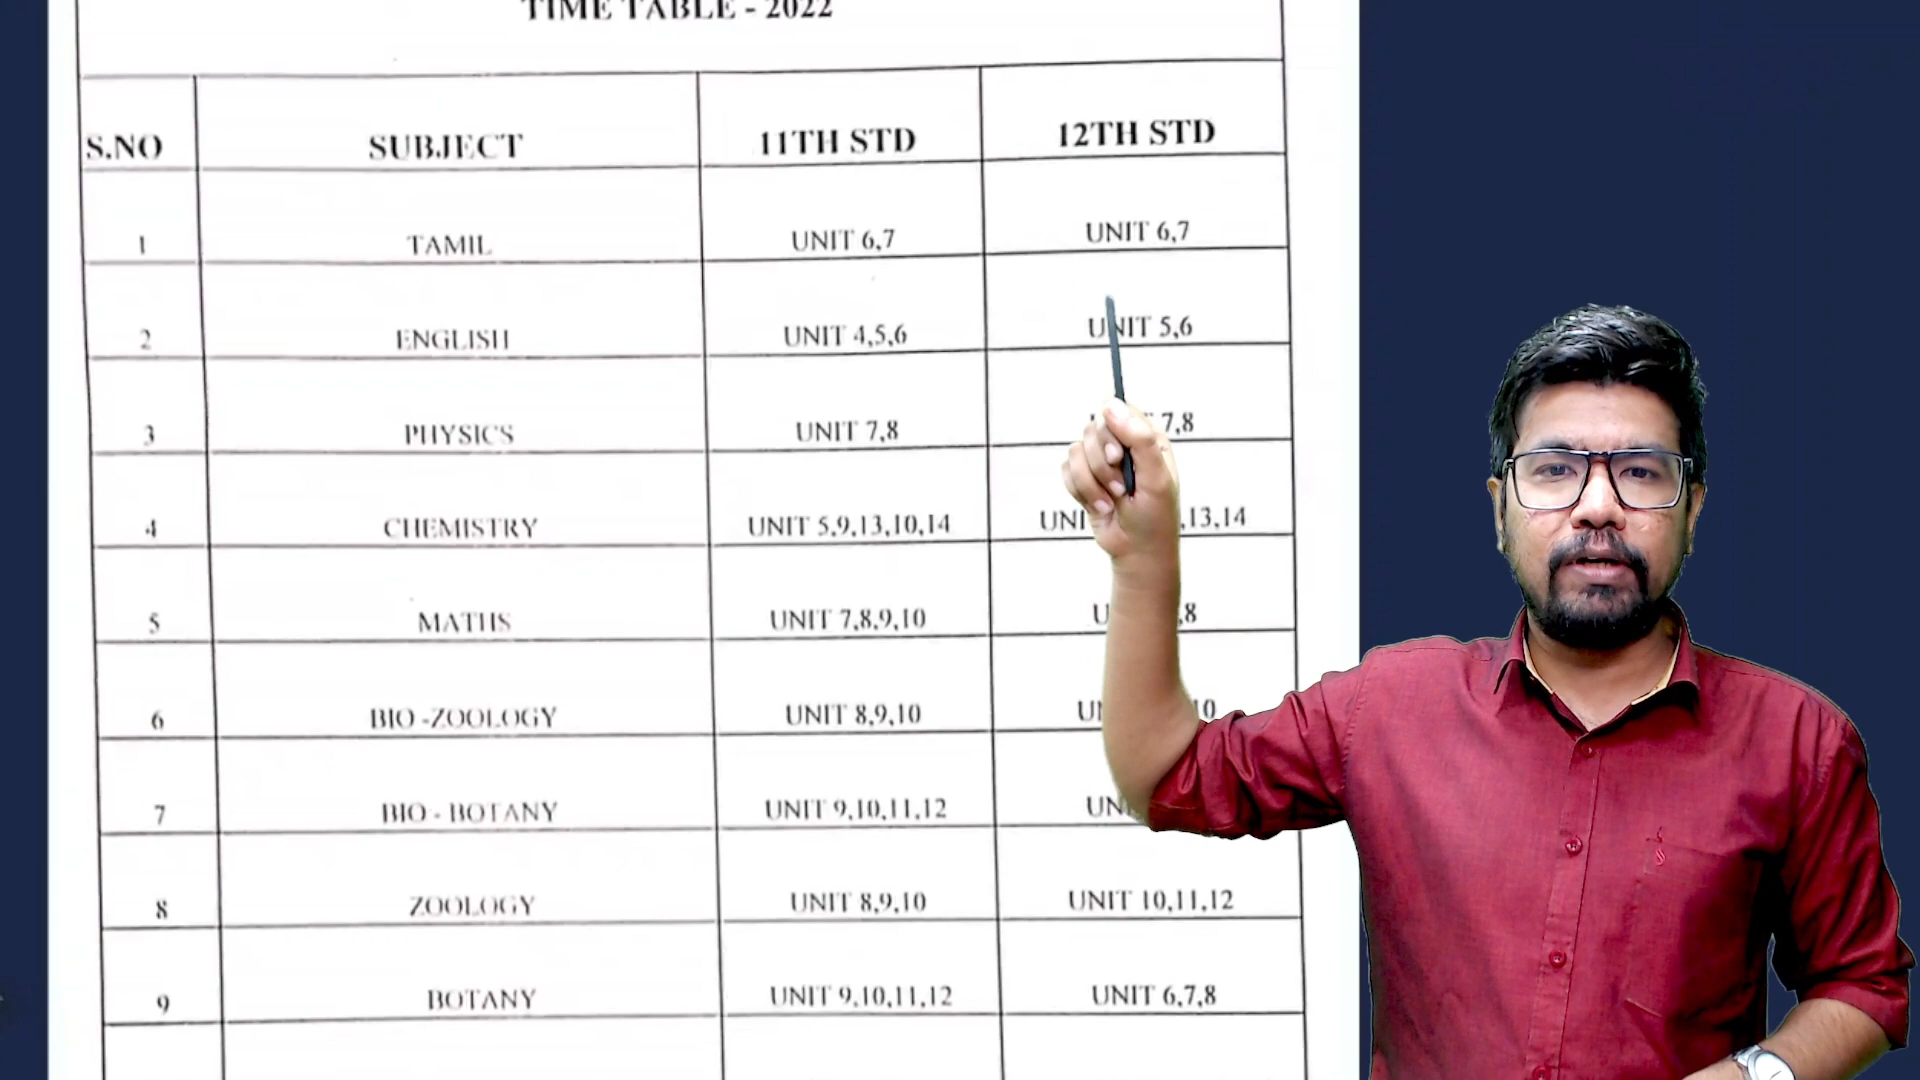 TIME TABLE - 2022
S.NO SUBJECT 11TH STD 12TH STD
1 TAMIL UNIT 6,7 UNIT 6,7
2 ENGLISH UNIT 4,5,6 UNIT 5,6
3 PHYSICS UNIT 7,8 7,8
4 CHEMISTRY UNIT 5,9,13,10,14 ,13,14
5 MATHS UNIT 7,8,9,10 ,8
6 BIO -ZOOLOGY UNIT 8,9,10 10
7 BIO - BOTANY UNIT 9,10,11,12
8 ZOOLOGY UNIT 8,9,10 UNIT 10,11,12
9 BOTANY UNIT 9,10,11,12 UNIT 6,7,8